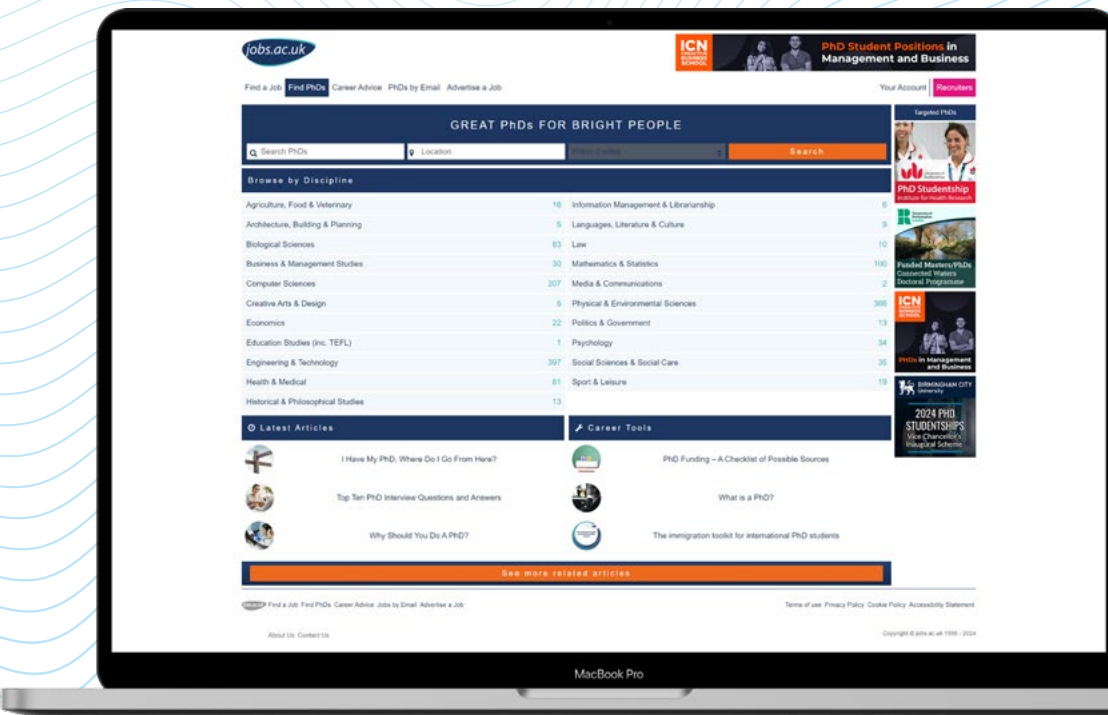 jobs.ac.uk
ICN
BUSINESS
SCHOOL
PhD Student Positions in
Management and Business
Find a Job Find PhDs Career Advice PhDs by Email Advertise a Job
Your Account Recruiters
GREAT PhDs FOR BRIGHT PEOPLE
Search PhDs
Location
Search
Browse by Discipline
Agriculture, Food & Veterinary 16
Architecture, Building & Planning 5
Biological Sciences 83
Business & Management Studies 30
Computer Sciences 207
Creative Arts & Design 5
Economics 22
Education Studies (inc. TEFL) 1
Engineering & Technology 397
Health & Medical 81
Historical & Philosophical Studies 13
Information Management & Librarianship 6
Languages, Literature & Culture 9
Law 10
Mathematics & Statistics 100
Media & Communications 2
Physical & Environmental Sciences
Politics & Government 13
Psychology 34
Social Sciences & Social Care 35
Sport & Leisure 19
Latest Articles
I Have My PhD, Where Do I Go From Here?
Top Ten PhD Interview Questions and Answers
Why Should You Do A PhD?
Career Tools
PhD Funding – A Checklist of Possible Sources
What is a PhD?
The immigration toolkit for international PhD students
See more related articles
Targeted PhDs
PhD Studentship
Institute for Health Research
Funded Masters/PhDs
Connected Waters
Doctoral Programme
ICN
BUSINESS
SCHOOL
PHDs in Management
and Business
BIRMINGHAM CITY
University
2024 PHD
STUDENTSHIPS
Vice Chancellor's
Inaugural Scheme
Find a Job Find PhDs Career Advice Jobs by Email Advertise a Job
Terms of use Privacy Policy Cookie Policy Accessibility Statement
About Us Contact Us
Copyright © jobs.ac.uk 1998 - 2024
MacBook Pro